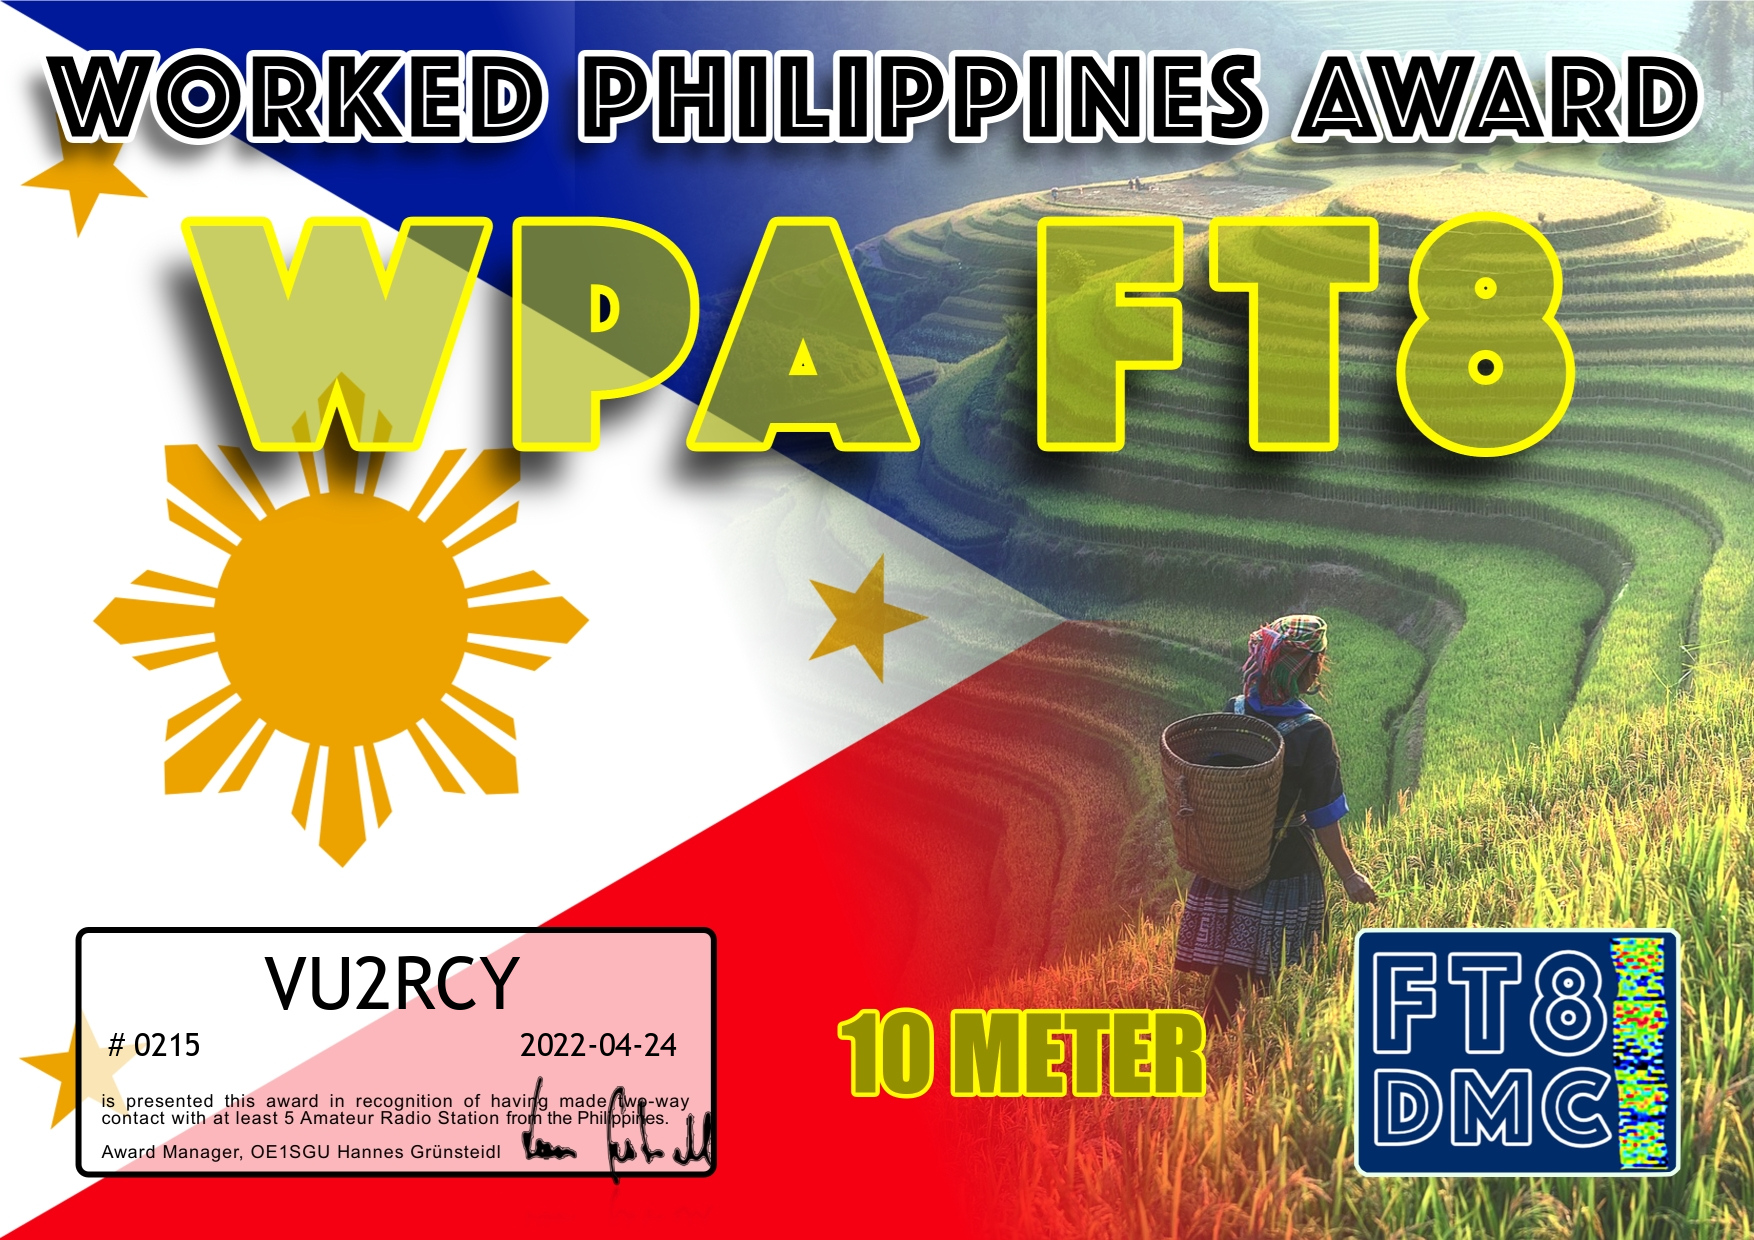 WORKED PHILIPPINES AWARD
WPA FT8
VU2RCY
# 0215 2022-04-24
is presented this award in recognition of having made two-way
contact with at least 5 Amateur Radio Station from the Philippines.
Award Manager, OE1SGU Hannes Grünsteidl
10 METER
FT8
DMC